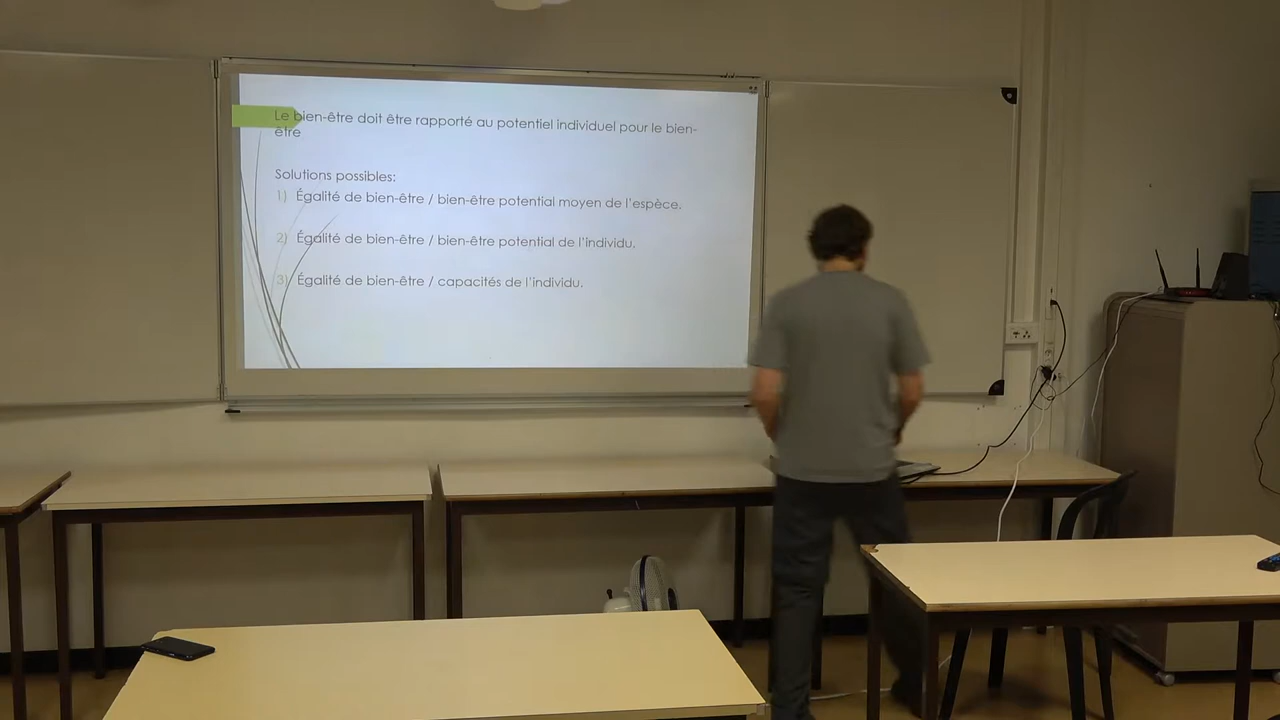 Le bien-être doit être rapporté au potentiel individuel pour le bien-
être
Solutions possibles:
1) Égalité de bien-être / bien-être potential moyen de l'espèce.
2) Égalité de bien-être / bien-être potential de l'individu.
3) Égalité de bien-être / capacités de l'individu.